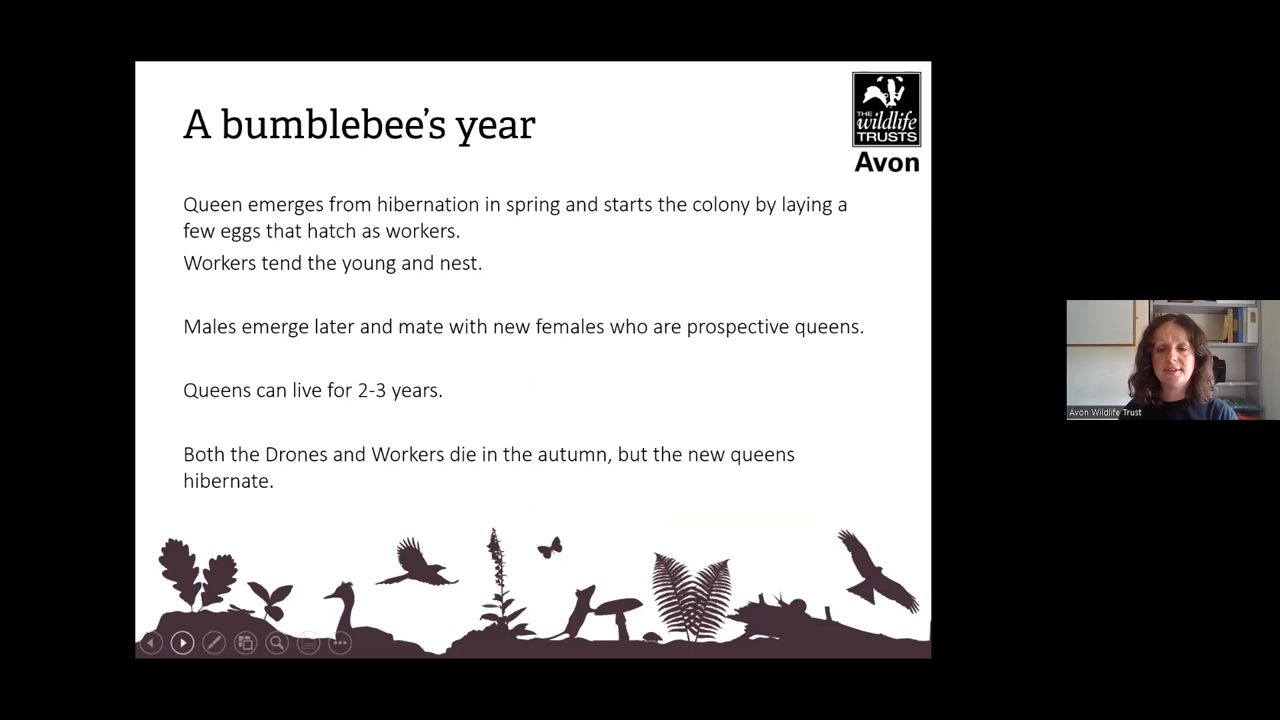 A bumblebee's year
THE
wildlife
TRUSTS
Avon
Queen emerges from hibernation in spring and starts the colony by laying a
few eggs that hatch as workers.
Workers tend the young and nest.
Males emerge later and mate with new females who are prospective queens.
Queens can live for 2-3 years.
Both the Drones and Workers die in the autumn, but the new queens
hibernate.
Avon Wildlife Trust